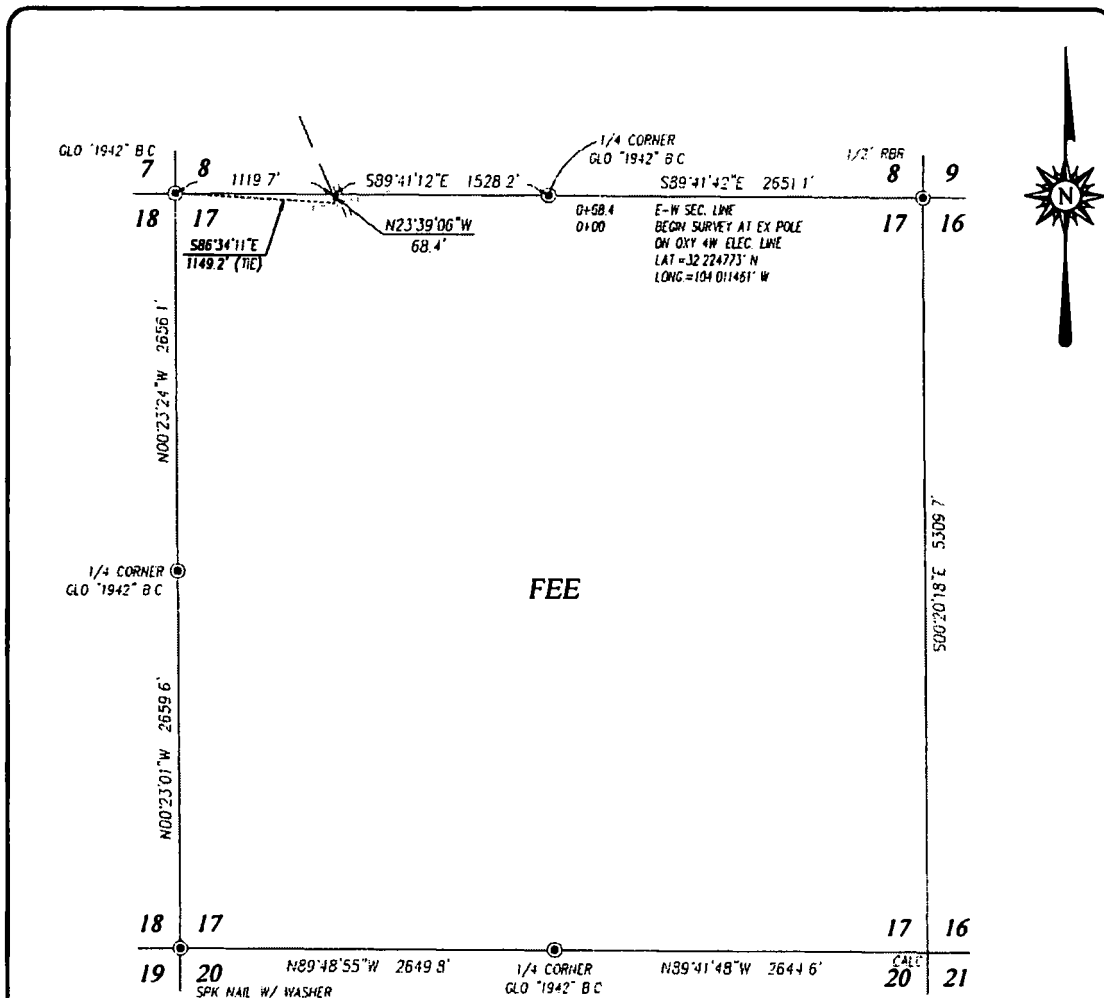 GLO "1942" B C
7 8
18 17
1119.7'
S89°41'12"E 1528.2'
1/4 CORNER
GLO "1942" B C
S89°41'42"E 2651.1'
1/2" RBR
8 9
17 16
N
S86°34'11"E
1149.2' (TIE)
N23°39'06"W
68.4'
0+68.4 E-W SEC. LINE
0+00 BEGIN SURVEY AT EX POLE
ON OXY 4W ELEC. LINE
LAT.=32.224773° N
LONG.=104.011461° W
N00°23'24"W 2656.1'
1/4 CORNER
GLO "1942" B C
FEE
S00°20'18"E 5309.7'
N00°23'01"W 2659.6'
18 17
19 20
SPK NAIL W/ WASHER
N89°48'55"W 2649.8'
1/4 CORNER
GLO "1942" B C
N89°41'48"W 2644.6'
17 16
CALC
20 21